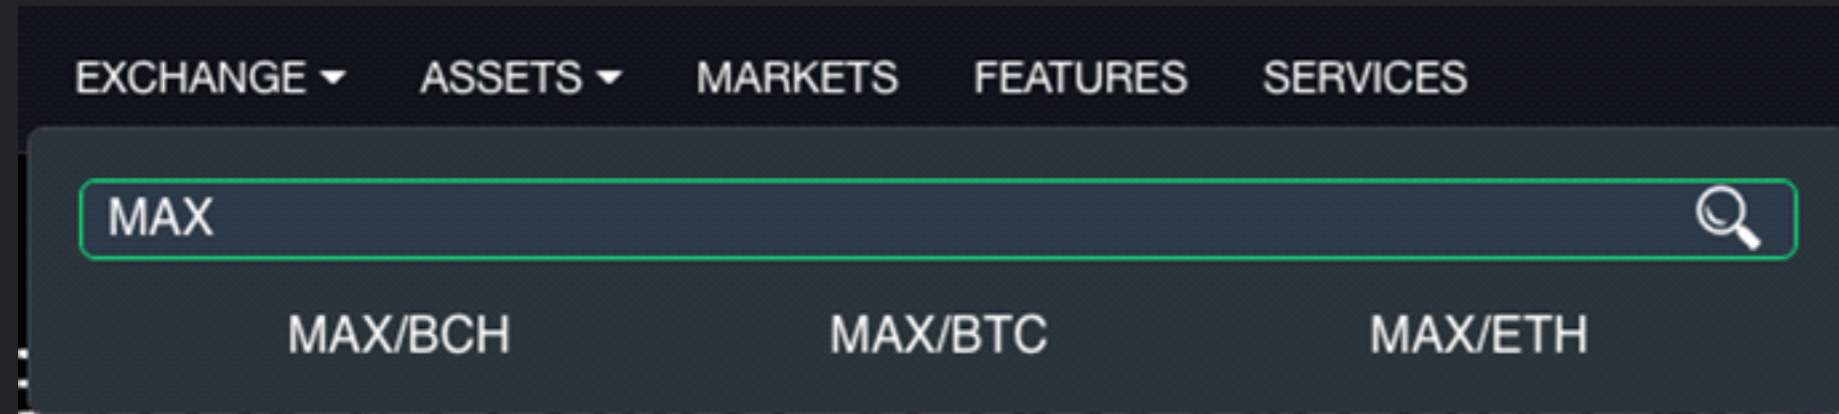 EXCHANGE ASSETS MARKETS FEATURES SERVICES
MAX
MAX/BCH MAX/BTC MAX/ETH